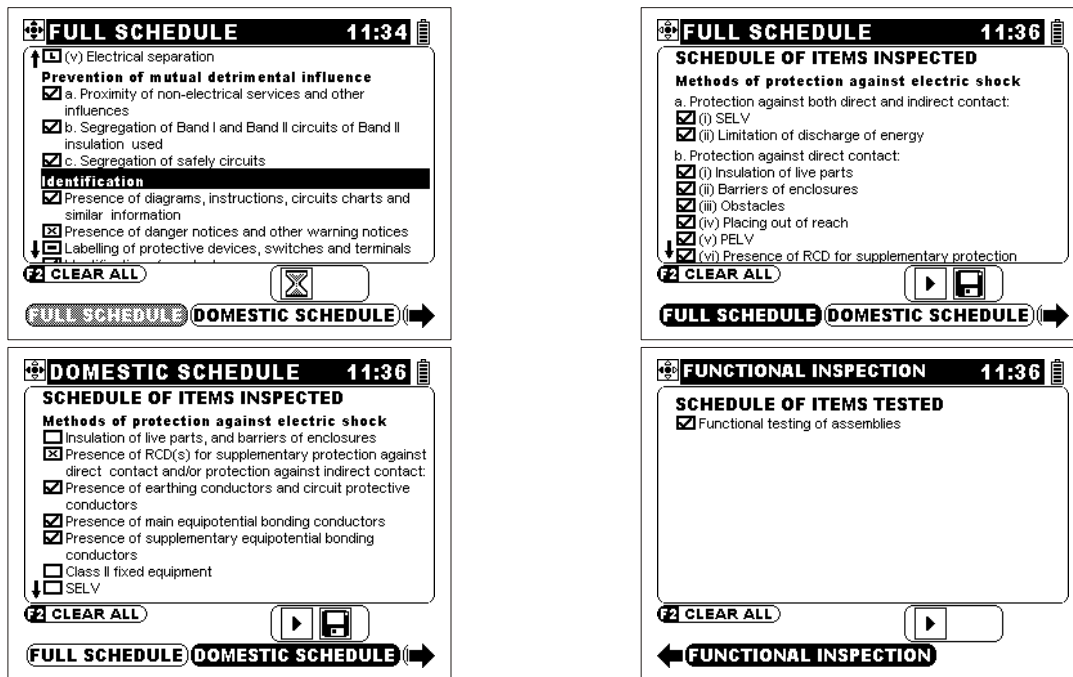 FULL SCHEDULE 11:34
L (v) Electrical separation
Prevention of mutual detrimental influence
a. Proximity of non-electrical services and other
influences
b. Segregation of Band I and Band II circuits of Band II
insulation used
c. Segregation of safely circuits
Identification
Presence of diagrams, instructions, circuits charts and
similar information
Presence of danger notices and other warning notices
Labelling of protective devices, switches and terminals
F2 CLEAR ALL
FULL SCHEDULE DOMESTIC SCHEDULE
FULL SCHEDULE 11:36
SCHEDULE OF ITEMS INSPECTED
Methods of protection against electric shock
a. Protection against both direct and indirect contact:
(i) SELV
(ii) Limitation of discharge of energy
b. Protection against direct contact:
(i) Insulation of live parts
(ii) Barriers of enclosures
(iii) Obstacles
(iv) Placing out of reach
(v) PELV
(vi) Presence of RCD for supplementary protection
F2 CLEAR ALL
FULL SCHEDULE DOMESTIC SCHEDULE
DOMESTIC SCHEDULE 11:36
SCHEDULE OF ITEMS INSPECTED
Methods of protection against electric shock
Insulation of live parts, and barriers of enclosures
Presence of RCD(s) for supplementary protection against
direct contact and/or protection against indirect contact:
Presence of earthing conductors and circuit protective
conductors
Presence of main equipotential bonding conductors
Presence of supplementary equipotential bonding
conductors
Class II fixed equipment
SELV
F2 CLEAR ALL
FULL SCHEDULE DOMESTIC SCHEDULE
FUNCTIONAL INSPECTION 11:36
SCHEDULE OF ITEMS TESTED
Functional testing of assemblies
F2 CLEAR ALL
FUNCTIONAL INSPECTION